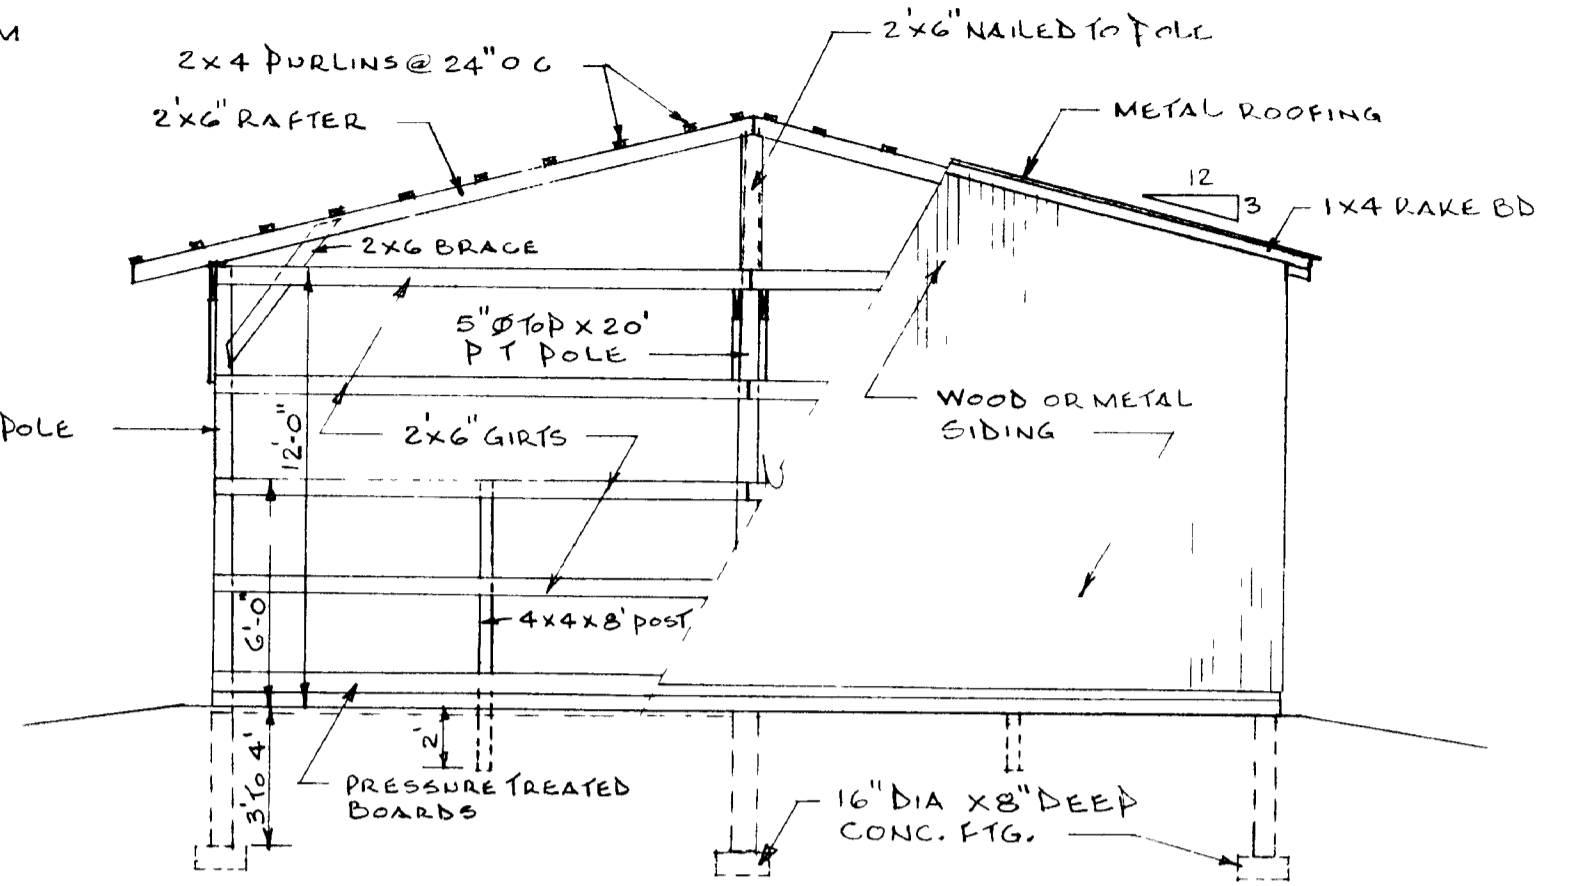 M
2'x6" NAILED TO POLE
2x4 PURLINS @ 24" O C
2'x6" RAFTER
METAL ROOFING
12
3
1x4 RAKE BD
2x6 BRACE
5"Ø TOP x 20'
P T POLE
WOOD OR METAL
SIDING
POLE
2'x6" GIRTS
12'-0"
6'-0"
4x4x8' POST
2'
3' TO 4'
PRESSURE TREATED
BOARDS
16" DIA x 8" DEEP
CONC. FTG.